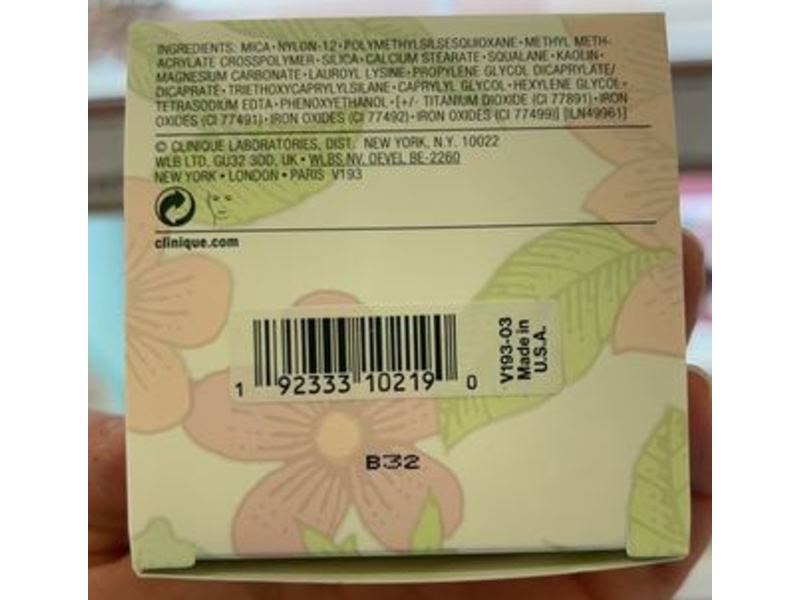 INGREDIENTS: MICA • NYLON-12 • POLYMETHYLSILSESQUIOXANE • METHYL METH-
ACRYLATE CROSSPOLYMER • SILICA • CALCIUM STEARATE • SQUALANE • KAOLIN •
MAGNESIUM CARBONATE • LAUROYL LYSINE • PROPYLENE GLYCOL DICAPRYLATE/
DICAPRATE • TRIETHOXYCAPRYLYLSILANE • CAPRYLYL GLYCOL • HEXYLENE GLYCOL •
TETRASODIUM EDTA • PHENOXYETHANOL • [+/- TITANIUM DIOXIDE (CI 77891) • IRON
OXIDES (CI 77491) • IRON OXIDES (CI 77492) • IRON OXIDES (CI 77499)] [ILN49961]
© CLINIQUE LABORATORIES, DIST. NEW YORK, N.Y. 10022
WLB LTD. GU32 3DD, UK • WLBS NV, OEVEL BE-2260
NEW YORK • LONDON • PARIS V193
clinique.com
1 92333 10219 0
V193-03
Made in
U.S.A.
B32